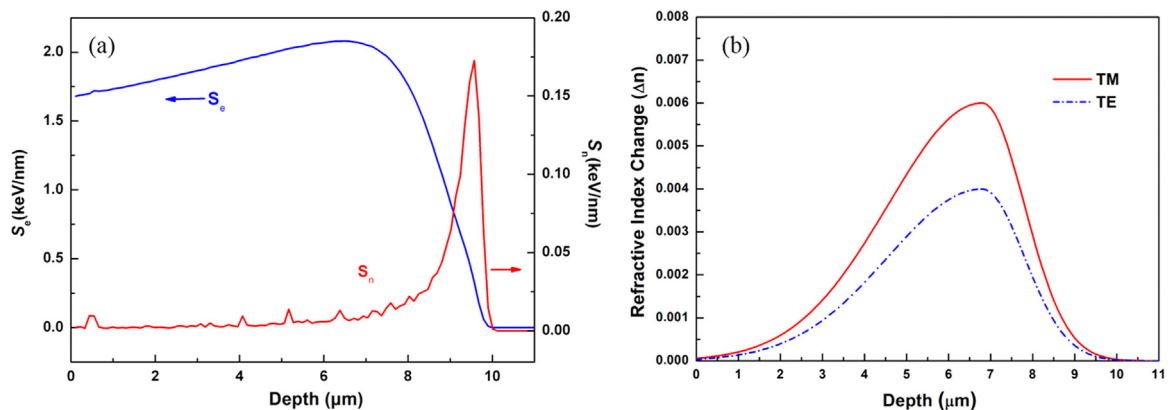 (a)
2.0
1.5
1.0
0.5
0.0
Se(keV/nm)
Se
Sn
0.20
0.15
0.10
0.05
0.00
Sn(keV/nm)
0 2 4 6 8 10
Depth (μm)
(b)
0.008
0.007
0.006
0.005
0.004
0.003
0.002
0.001
0.000
Refractive Index Change (Δn)
TM
TE
0 1 2 3 4 5 6 7 8 9 10 11
Depth (μm)